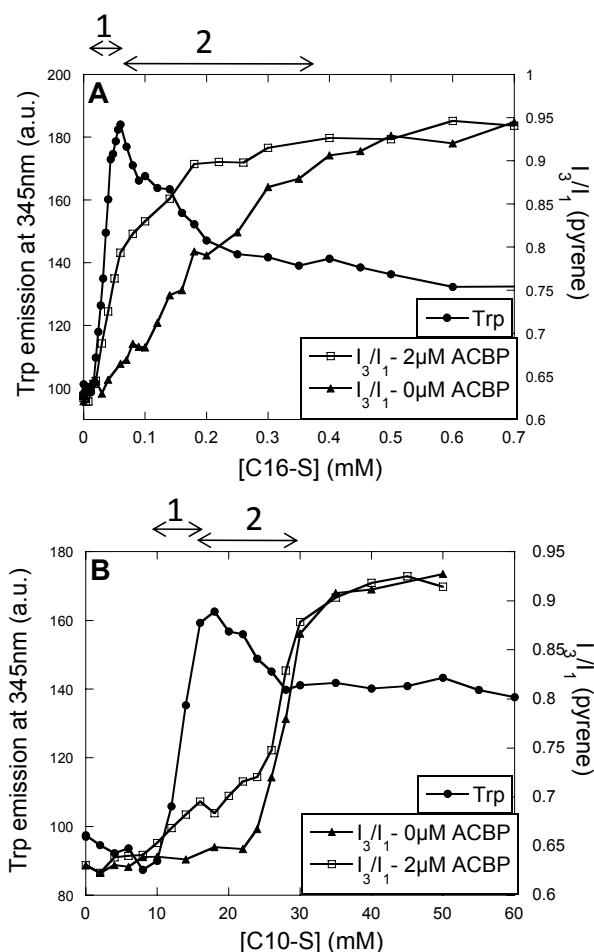 1
2
A
200
180
160
140
120
100
Trp emission at 345nm (a.u.)
1
0.95
0.9
0.85
0.8
0.75
0.7
0.65
0.6
I3/I1 (pyrene)
Trp
I3/I1- 2µM ACBP
I3/I1- 0µM ACBP
0 0.1 0.2 0.3 0.4 0.5 0.6 0.7
[C16-S] (mM)
1
2
B
180
160
140
120
100
80
Trp emission at 345nm (a.u.)
0.95
0.9
0.85
0.8
0.75
0.7
0.65
0.6
I3/I1 (pyrene)
Trp
I3/I1- 0µM ACBP
I3/I1- 2µM ACBP
0 10 20 30 40 50 60
[C10-S] (mM)